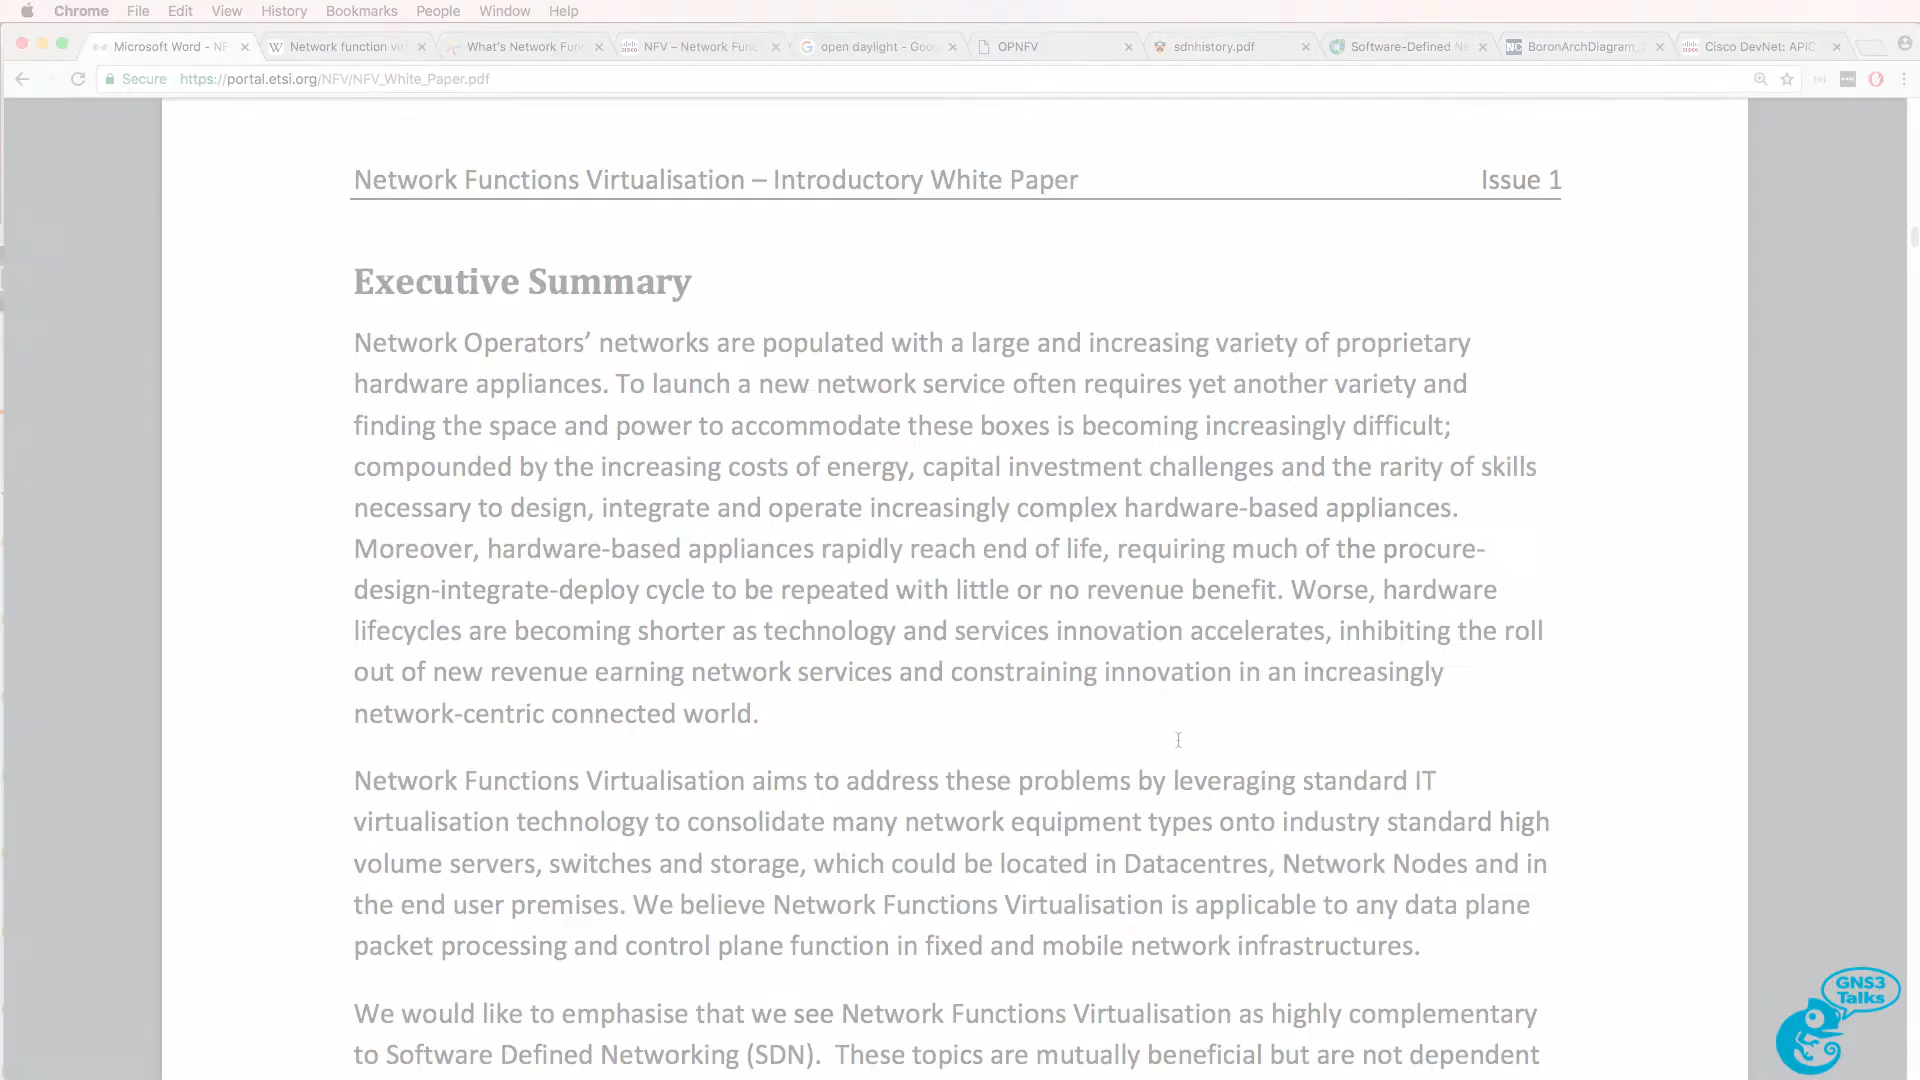 Chrome File Edit View History Bookmarks People Window Help
Microsoft Word - NF
Network function vir
What's Network Func
NFV – Network Func
open daylight - Goog
OPNFV
sdnhistory.pdf
Software-Defined Ne
BoronArchDiagram_
Cisco DevNet: APIC
Secure https://portal.etsi.org/NFV/NFV_White_Paper.pdf
Network Functions Virtualisation – Introductory White Paper Issue 1
Executive Summary
Network Operators’ networks are populated with a large and increasing variety of proprietary
hardware appliances. To launch a new network service often requires yet another variety and
finding the space and power to accommodate these boxes is becoming increasingly difficult;
compounded by the increasing costs of energy, capital investment challenges and the rarity of skills
necessary to design, integrate and operate increasingly complex hardware-based appliances.
Moreover, hardware-based appliances rapidly reach end of life, requiring much of the procure-
design-integrate-deploy cycle to be repeated with little or no revenue benefit. Worse, hardware
lifecycles are becoming shorter as technology and services innovation accelerates, inhibiting the roll
out of new revenue earning network services and constraining innovation in an increasingly
network-centric connected world.
Network Functions Virtualisation aims to address these problems by leveraging standard IT
virtualisation technology to consolidate many network equipment types onto industry standard high
volume servers, switches and storage, which could be located in Datacentres, Network Nodes and in
the end user premises. We believe Network Functions Virtualisation is applicable to any data plane
packet processing and control plane function in fixed and mobile network infrastructures.
We would like to emphasise that we see Network Functions Virtualisation as highly complementary
to Software Defined Networking (SDN). These topics are mutually beneficial but are not dependent
GNS3
Talks